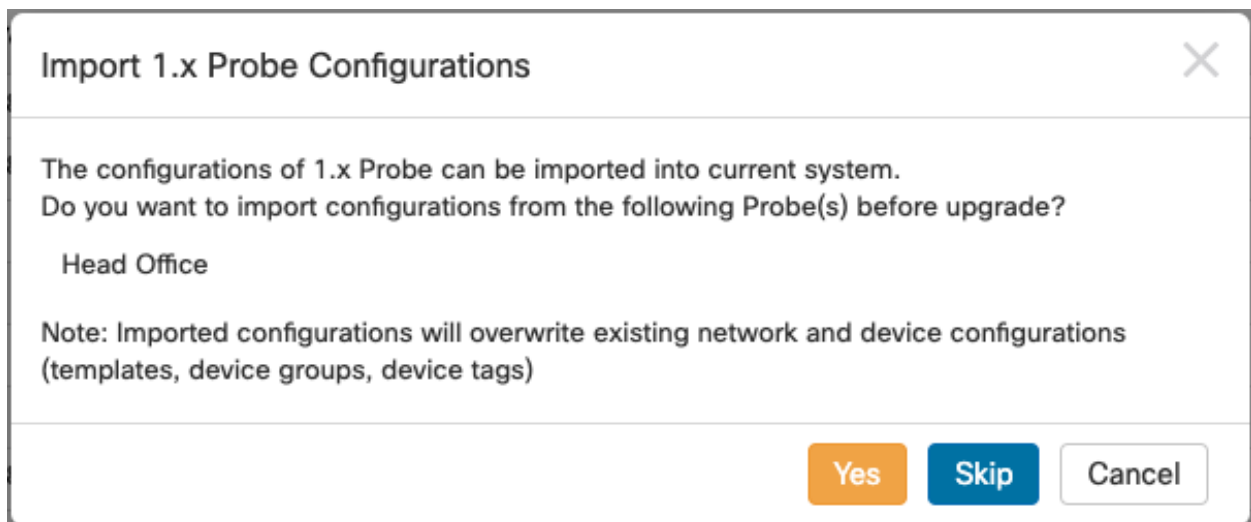 Import 1.x Probe Configurations
The configurations of 1.x Probe can be imported into current system.
Do you want to import configurations from the following Probe(s) before upgrade?
Head Office
Note: Imported configurations will overwrite existing network and device configurations
(templates, device groups, device tags)
Yes Skip Cancel